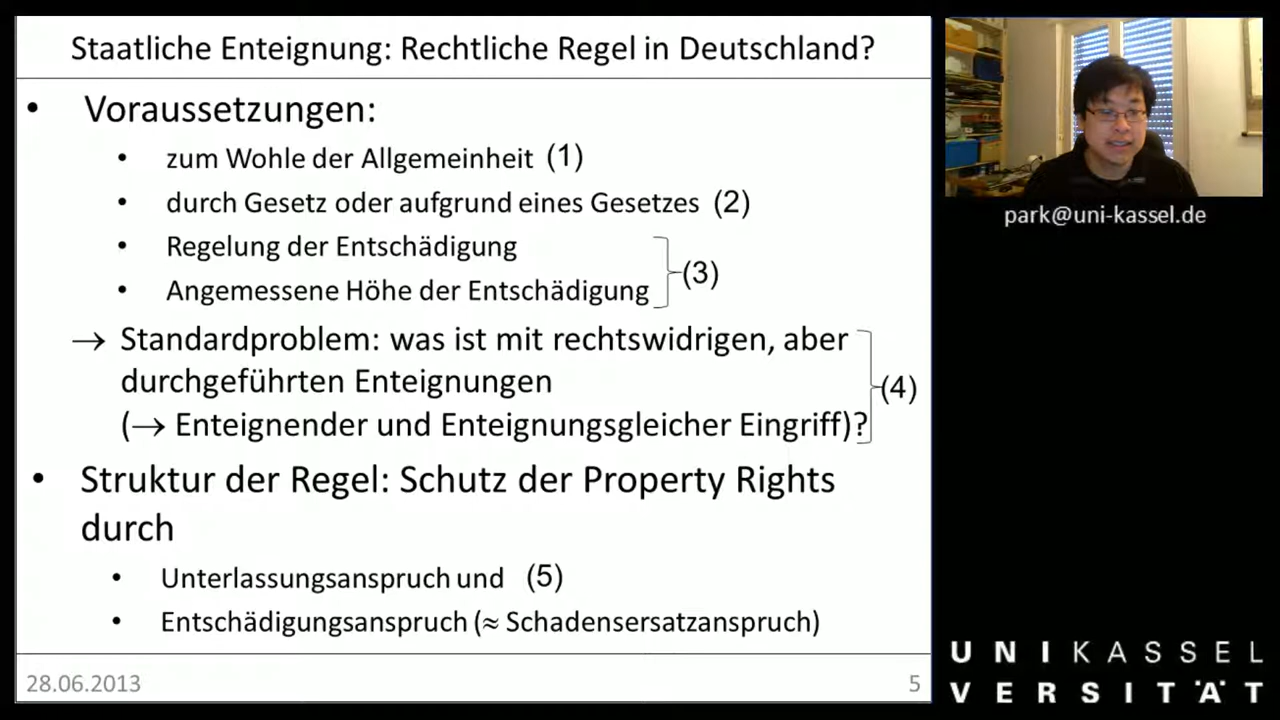 Staatliche Enteignung: Rechtliche Regel in Deutschland?
• Voraussetzungen:
• zum Wohle der Allgemeinheit (1)
• durch Gesetz oder aufgrund eines Gesetzes (2)
• Regelung der Entschädigung
• Angemessene Höhe der Entschädigung
(3)
→ Standardproblem: was ist mit rechtswidrigen, aber
durchgeführten Enteignungen
(→ Enteignender und Enteignungsgleicher Eingriff)?
(4)
• Struktur der Regel: Schutz der Property Rights
durch
• Unterlassungsanspruch und (5)
• Entschädigungsanspruch (≈ Schadensersatzanspruch)
28.06.2013
5
park@uni-kassel.de
UNIKASSEL
VERSITÄT